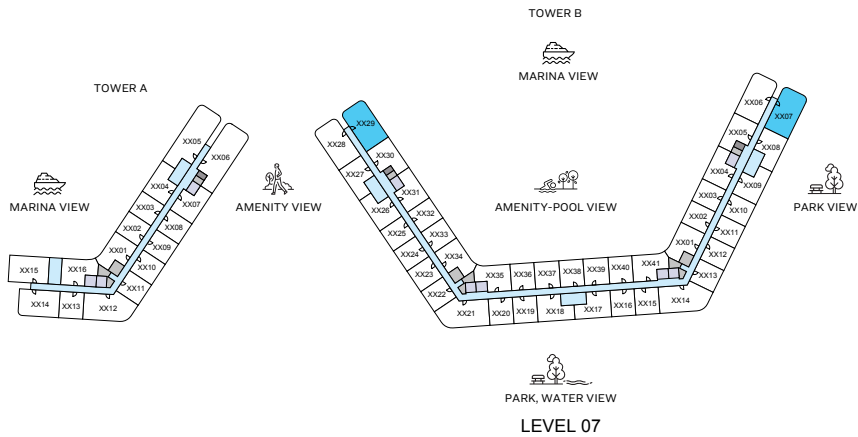 TOWER B
MARINA VIEW
TOWER A
XX05
XX06
XX04
XX07
XX03
XX08
XX02
XX09
XX01
XX10
XX16
XX11
XX15
XX14
XX13
XX12
MARINA VIEW
AMENITY VIEW
XX29
XX28
XX30
XX27
XX31
XX26
XX32
XX25
XX33
XX24
XX34
XX23
XX22
XX35
XX36
XX37
XX38
XX39
XX40
XX41
XX21
XX20
XX19
XX18
XX17
XX16
XX15
XX14
XX06
XX07
XX05
XX08
XX04
XX09
XX03
XX10
XX02
XX11
XX01
XX12
XX13
AMENITY-POOL VIEW
PARK VIEW
PARK, WATER VIEW
LEVEL 07